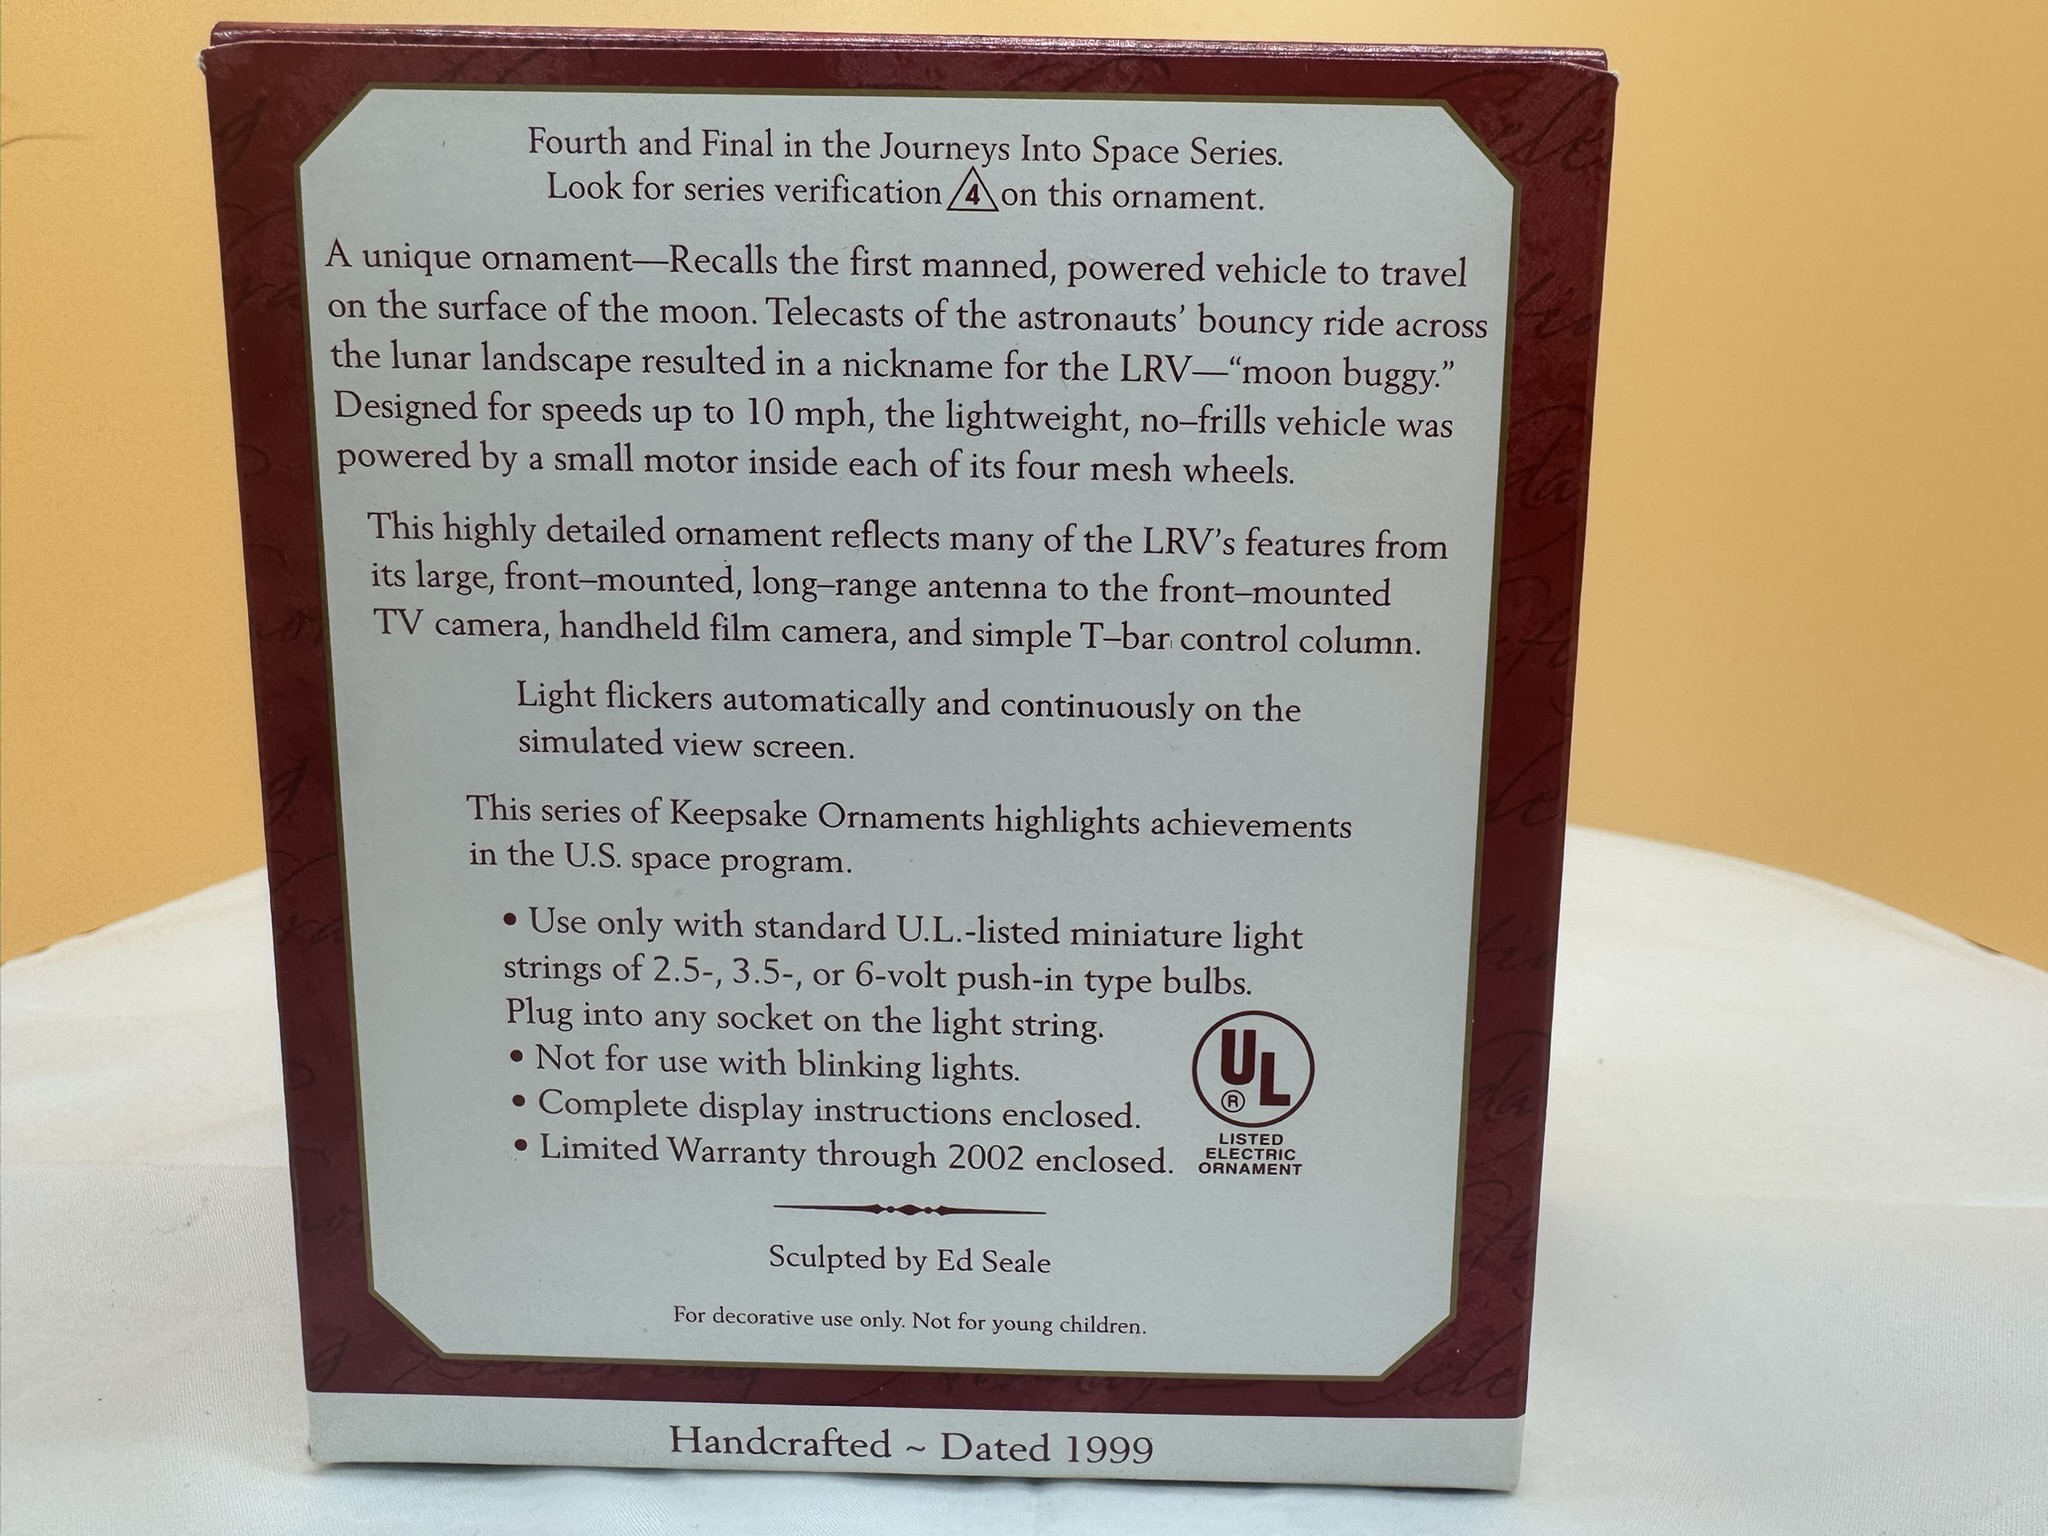 Fourth and Final in the Journeys Into Space Series.
Look for series verification 4 on this ornament.
A unique ornament—Recalls the first manned, powered vehicle to travel
on the surface of the moon. Telecasts of the astronauts' bouncy ride across
the lunar landscape resulted in a nickname for the LRV—“moon buggy.”
Designed for speeds up to 10 mph, the lightweight, no–frills vehicle was
powered by a small motor inside each of its four mesh wheels.
This highly detailed ornament reflects many of the LRV's features from
its large, front–mounted, long–range antenna to the front–mounted
TV camera, handheld film camera, and simple T–bar control column.
Light flickers automatically and continuously on the
simulated view screen.
This series of Keepsake Ornaments highlights achievements
in the U.S. space program.
• Use only with standard U.L.-listed miniature light
strings of 2.5-, 3.5-, or 6-volt push-in type bulbs.
Plug into any socket on the light string.
• Not for use with blinking lights.
• Complete display instructions enclosed.
• Limited Warranty through 2002 enclosed.
UL ®
LISTED
ELECTRIC
ORNAMENT
Sculpted by Ed Seale
For decorative use only. Not for young children.
Handcrafted ~ Dated 1999